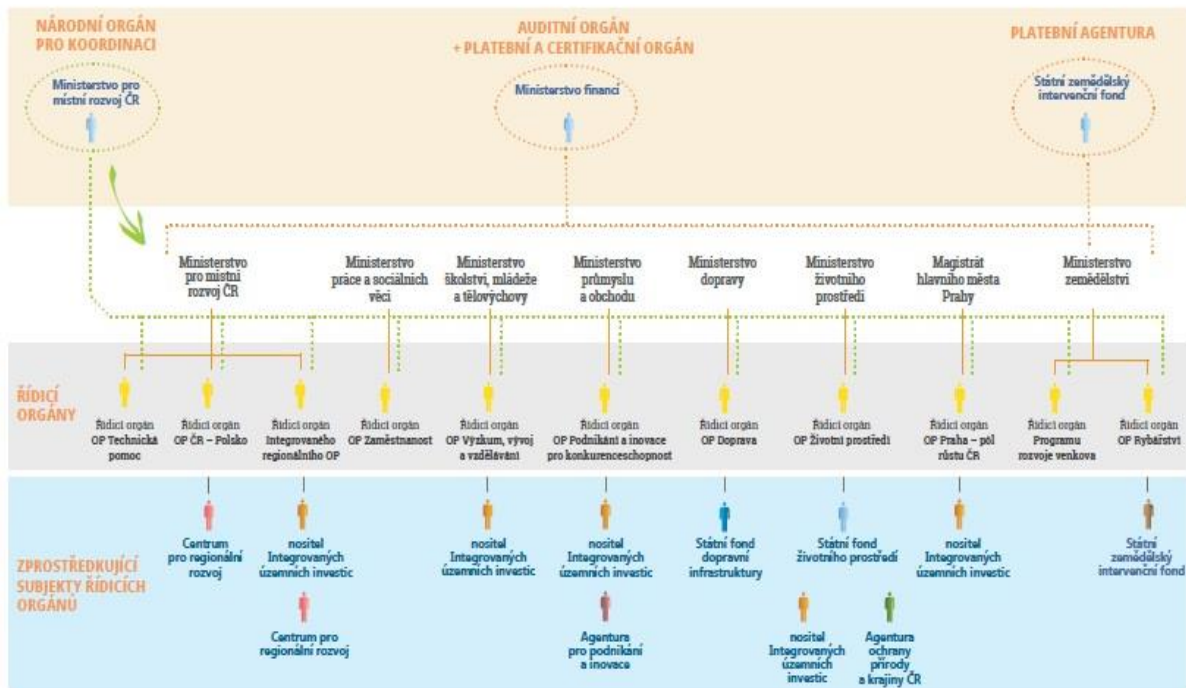 NÁRODNÍ ORGÁN
PRO KOORDINACI
Ministerstvo pro
místní rozvoj ČR
AUDITNÍ ORGÁN
+ PLATEBNÍ A CERTIFIKAČNÍ ORGÁN
Ministerstvo financí
PLATEBNÍ AGENTURA
Státní zemědělský
intervenční fond
Ministerstvo
pro místní
rozvoj ČR
Ministerstvo
práce a sociálních
věcí
Ministerstvo
školství, mládeže
a tělovýchovy
Ministerstvo
průmyslu
a obchodu
Ministerstvo
dopravy
Ministerstvo
životního
prostředí
Magistrát
hlavního města
Prahy
Ministerstvo
zemědělství
ŘÍDICÍ
ORGÁNY
Řídicí orgán
OP Technická
pomoc
Řídicí orgán
OP ČR – Polsko
Řídicí orgán
Integrovaného
regionálního OP
Řídicí orgán
OP Zaměstnanost
Řídicí orgán
OP Výzkum, vývoj
a vzdělávání
Řídicí orgán
OP Podnikání a inovace
pro konkurenceschopnost
Řídicí orgán
OP Doprava
Řídicí orgán
OP Životní prostředí
Řídicí orgán
OP Praha – pól
růstu ČR
Řídicí orgán
Programu
rozvoje venkova
Řídicí orgán
OP Rybářství
ZPROSTŘEDKUJÍCÍ
SUBJEKTY ŘÍDICÍCH
ORGÁNŮ
Centrum
pro regionální
rozvoj
nositel
Integrovaných
územních investic
Centrum pro
regionální rozvoj
nositel
Integrovaných
územních investic
nositel
Integrovaných
územních investic
Agentura
pro podnikání
a inovace
Státní fond
dopravní
infrastruktury
Státní fond
životního prostředí
nositel
Integrovaných
územních
investic
Agentura
ochrany
přírody
a krajiny ČR
nositel
Integrovaných
územních investic
Státní
zemědělský
intervenční fond